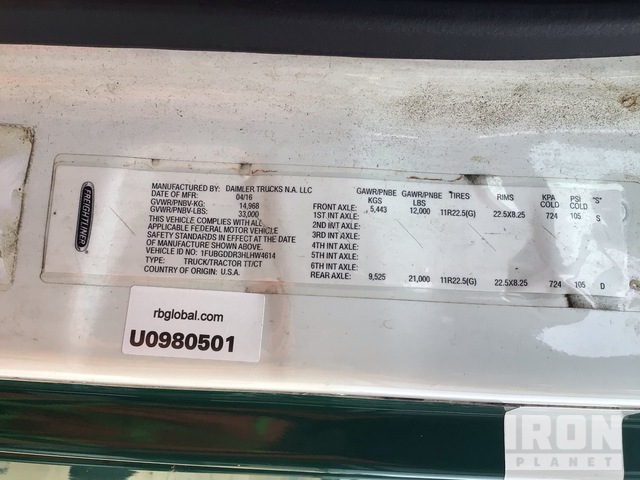 FREIGHTLINER
MANUFACTURED BY: DAIMLER TRUCKS N.A. LLC
DATE OF MFR: 04/16
GVWR/PNBV-KG: 14,968
GVWR/PNBV-LBS: 33,000
THIS VEHICLE COMPLIES WITH ALL
APPLICABLE FEDERAL MOTOR VEHICLE
SAFETY STANDARDS IN EFFECT AS OF DATE
OF MANUFACTURE SHOWN ABOVE.
VEHICLE ID NO.: 1FUBGDDR3HLHW4614
TYPE: TRUCK/TRACTOR TT/CT
COUNTRY OF ORIGIN: U.S.A.
GAWR/PNBE KGS GAWR/PNBE LBS TIRES RIMS KPA COLD PSI COLD "S"
FRONT AXLE: 5,443 12,000 11R22.5(G) 22.5X8.25 724 105 S
1ST INT AXLE:
2ND INT AXLE:
3RD INT AXLE:
4TH INT AXLE:
5TH INT AXLE:
6TH INT AXLE:
REAR AXLE: 9,525 21,000 11R22.5(G) 22.5X8.25 724 105 D
rbglobal.com
U0980501
IRON
PLANET